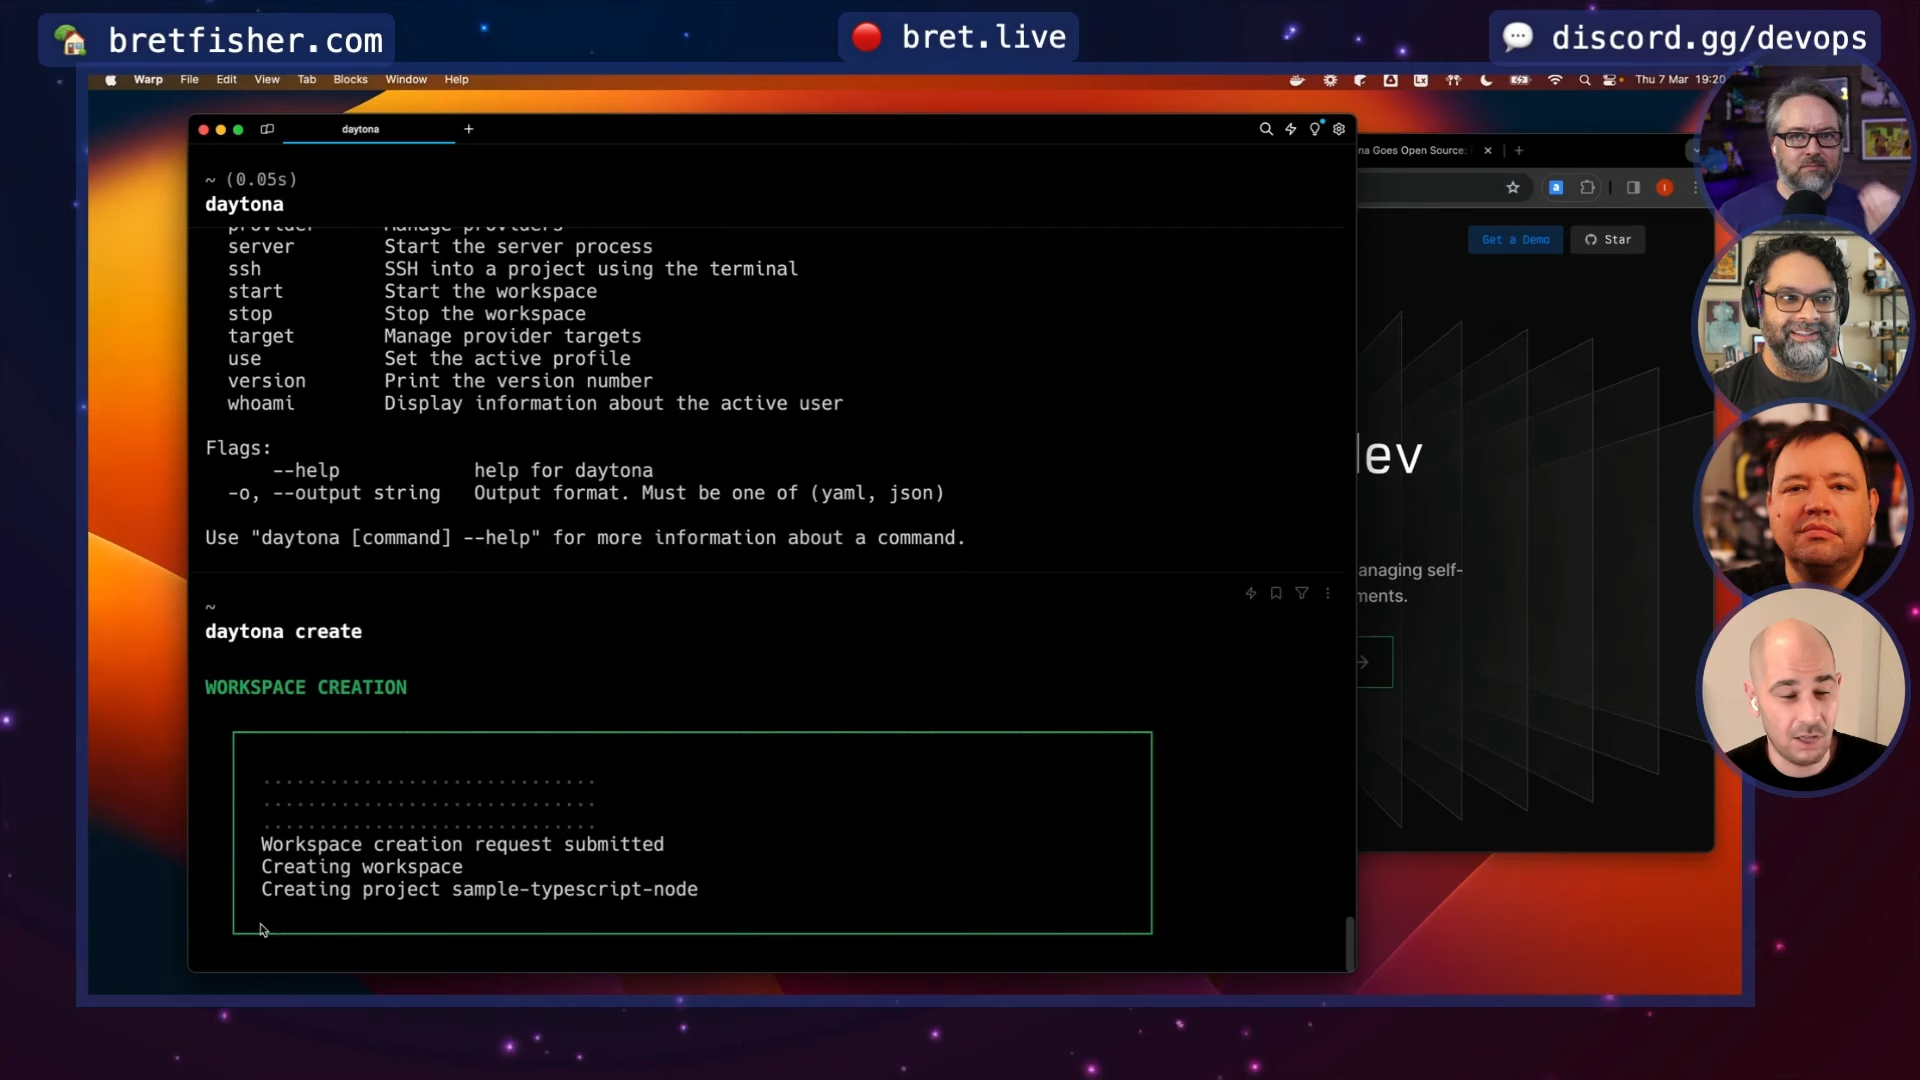 bretfisher.com
bret.live
discord.gg/devops
Warp File Edit View Tab Blocks Window Help
Thu 7 Mar 19:20
daytona
na Goes Open Source:
~ (0.05s)
daytona
provider Manage providers
server Start the server process
ssh SSH into a project using the terminal
start Start the workspace
stop Stop the workspace
target Manage provider targets
use Set the active profile
version Print the version number
whoami Display information about the active user
Flags:
--help help for daytona
-o, --output string Output format. Must be one of (yaml, json)
Use "daytona [command] --help" for more information about a command.
~
daytona create
WORKSPACE CREATION
Workspace creation request submitted
Creating workspace
Creating project sample-typescript-node
Get a Demo
Star
dev
anaging self-
ments.